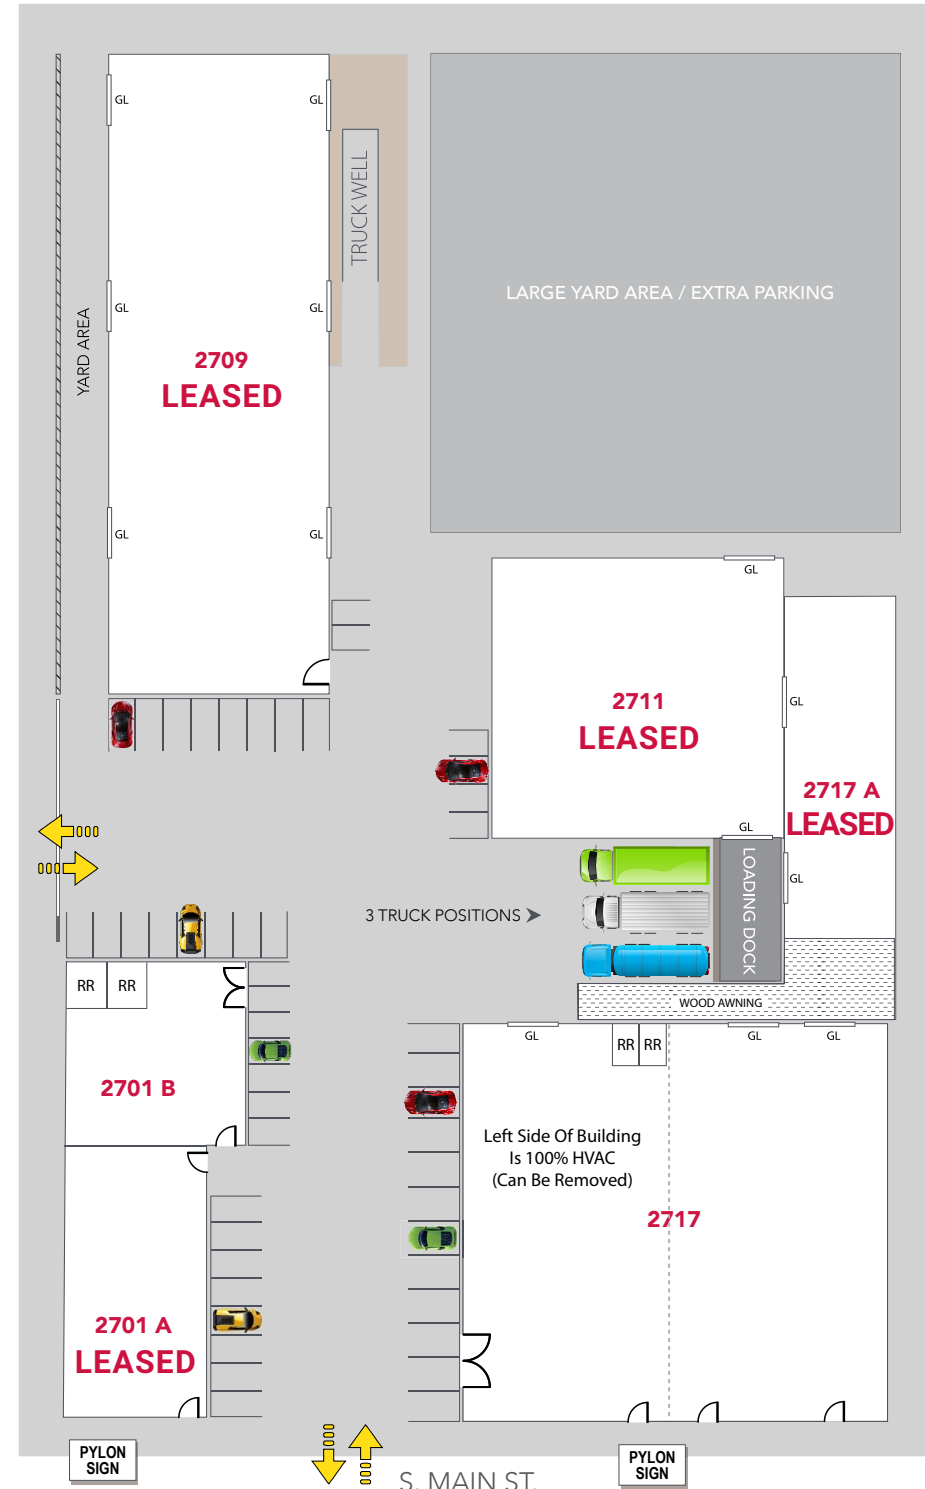 GL
GL
TRUCK WELL
LARGE YARD AREA / EXTRA PARKING
GL
GL
YARD AREA
2709
LEASED
GL
GL
GL
2711
LEASED
GL
2717 A
LEASED
GL
LOADING DOCK
GL
3 TRUCK POSITIONS
RR
RR
WOOD AWNING
GL
RR
RR
GL
GL
2701 B
Left Side Of Building
Is 100% HVAC
(Can Be Removed)
2717
2701 A
LEASED
PYLON
SIGN
PYLON
SIGN
S. MAIN ST.